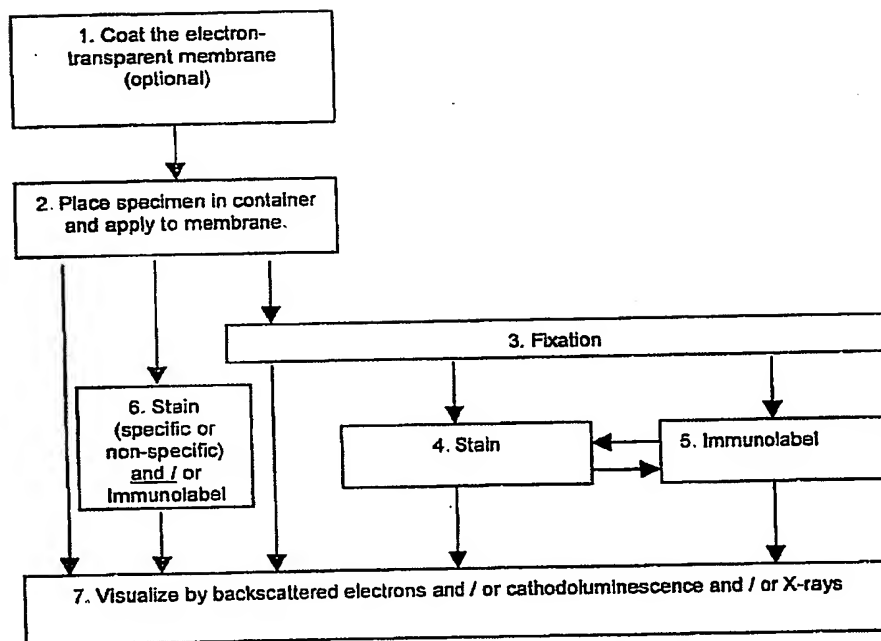 1. Coat the electron-
transparent membrane
(optional)
2. Place specimen in container
and apply to membrane.
3. Fixation
6. Stain
(specific or
non-specific)
and / or
Immunolabel
4. Stain
5. Immunolabel
7. Visualize by backscattered electrons and / or cathodoluminescence and / or X-rays